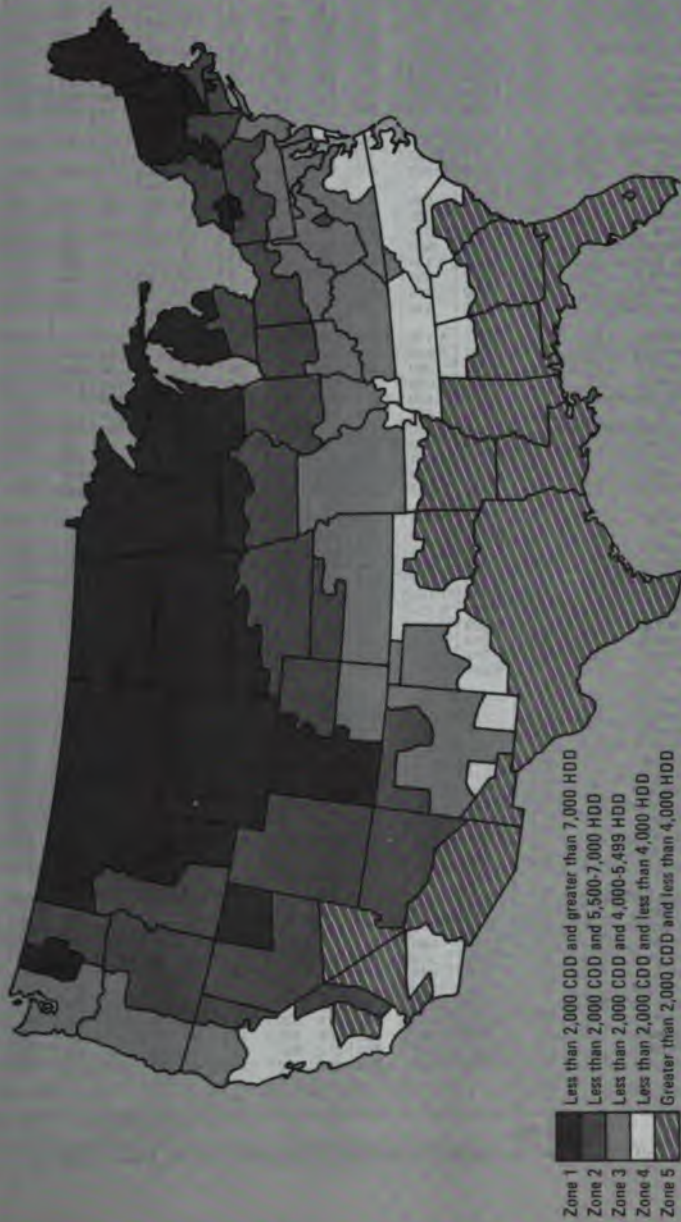 Zone 1 Less than 2,000 CDD and greater than 7,000 HDD
Zone 2 Less than 2,000 CDD and 5,500-7,000 HDD
Zone 3 Less than 2,000 CDD and 4,000-5,499 HDD
Zone 4 Less than 2,000 CDD and less than 4,000 HDD
Zone 5 Greater than 2,000 CDD and less than 4,000 HDD